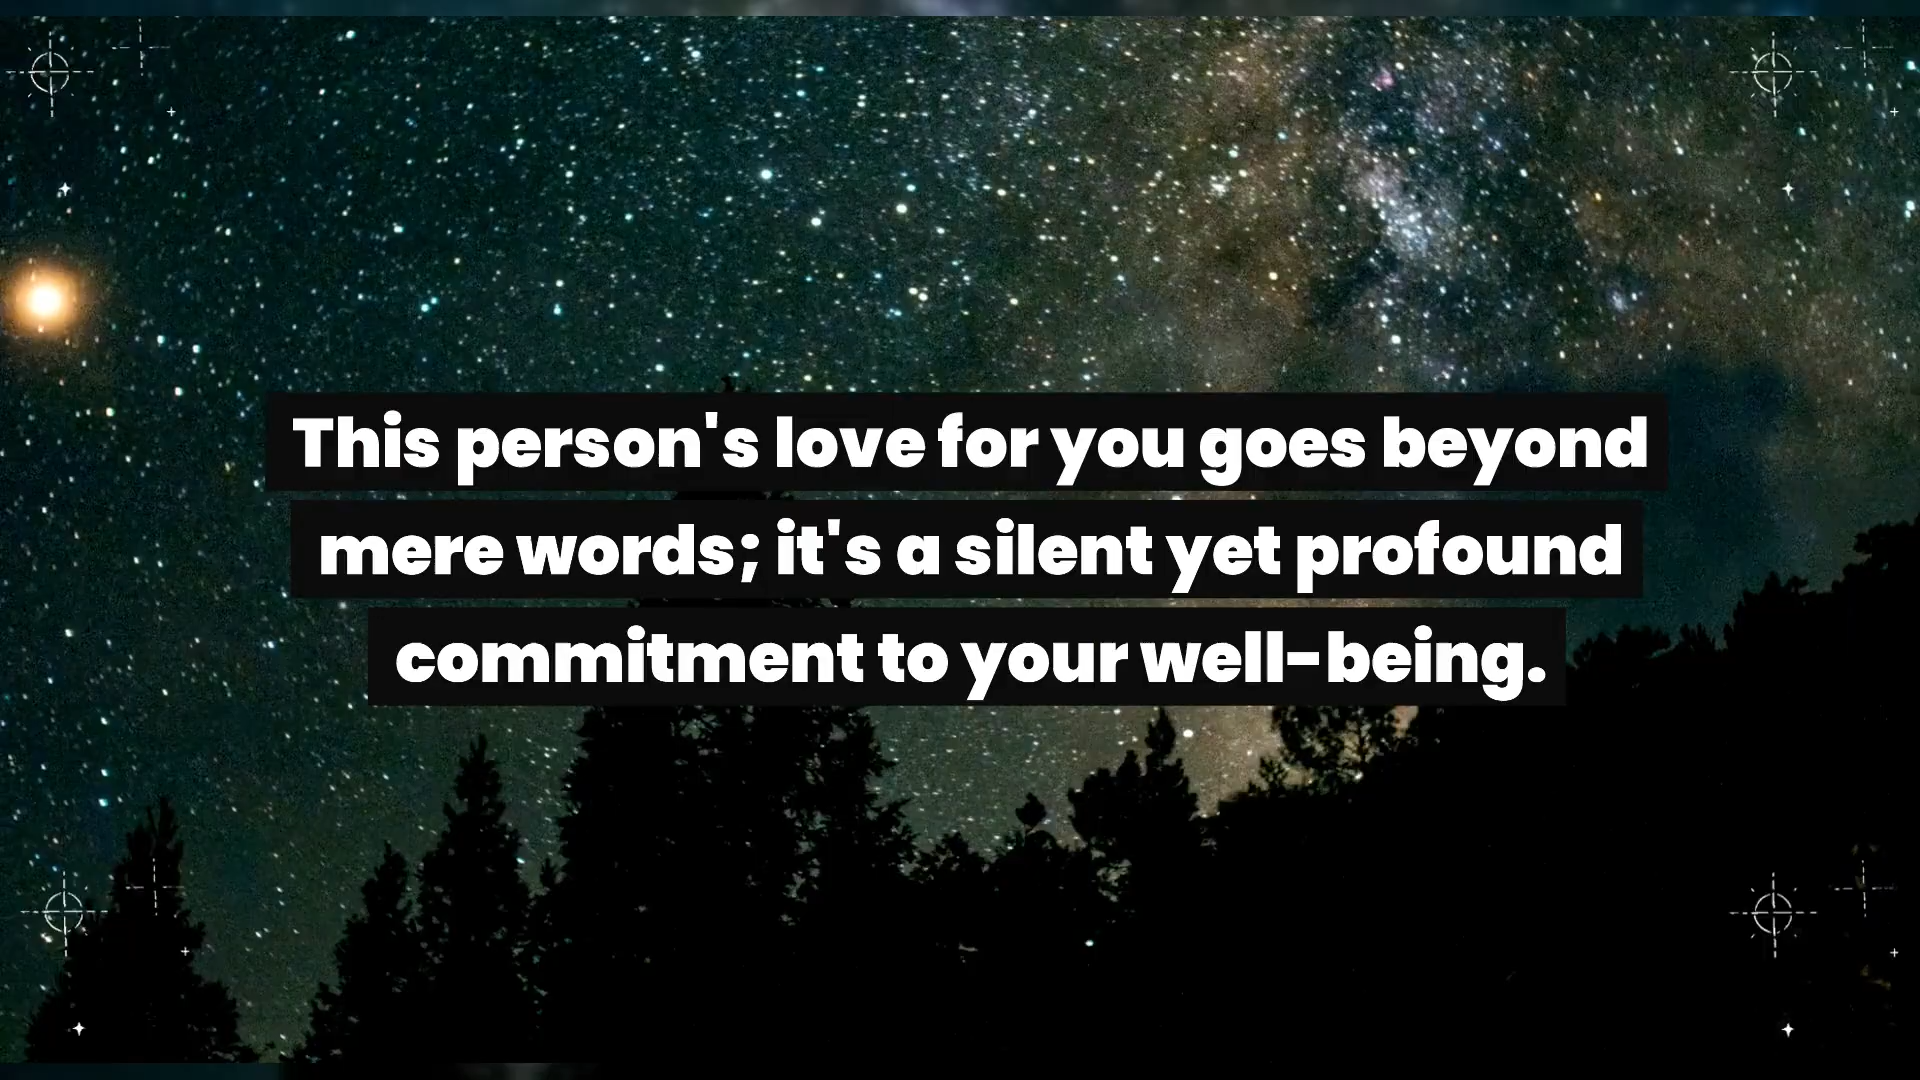 This person's love for you goes beyond
mere words; it's a silent yet profound
commitment to your well-being.